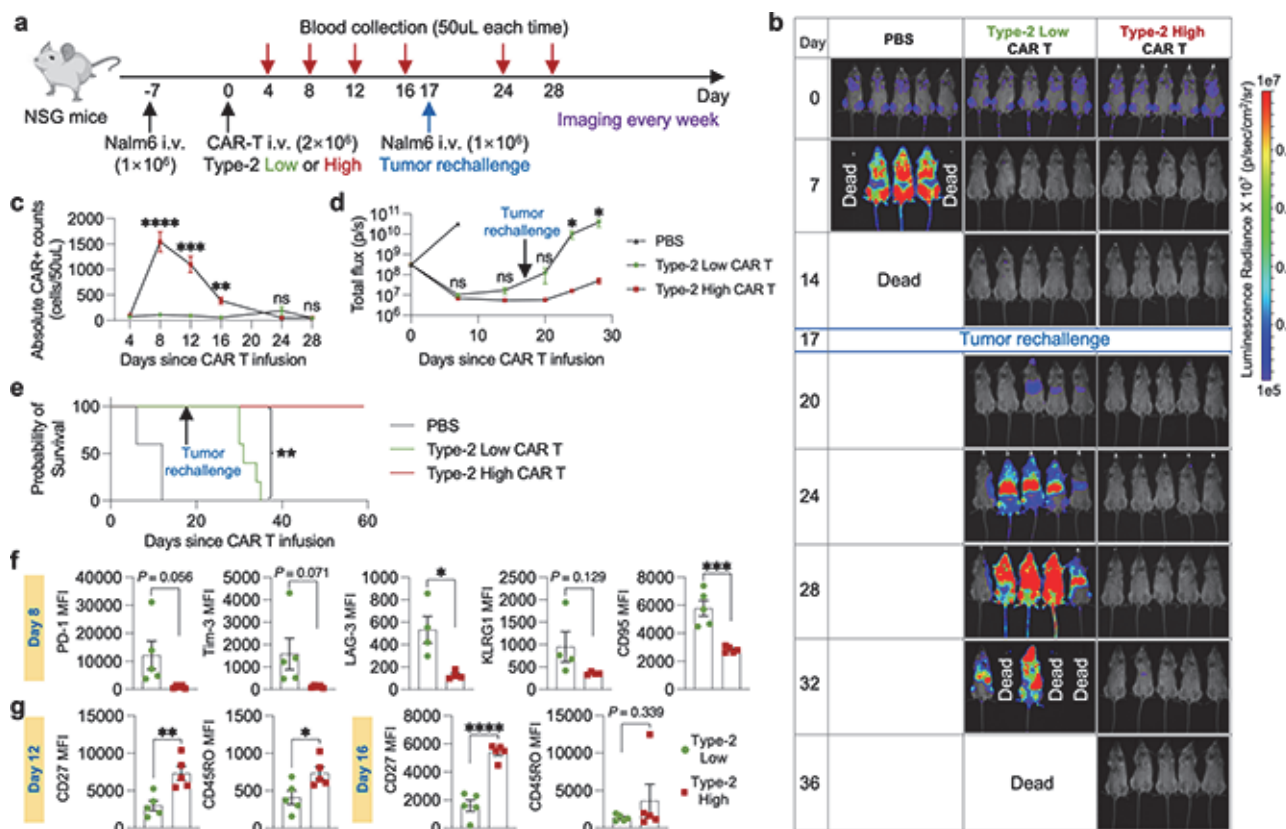 a
Blood collection (50uL each time)
-7 0 4 8 12 16 17 24 28
Day
NSG mice
Imaging every week
Nalm6 i.v. CAR-T i.v. (2×10⁶) Nalm6 i.v. (1×10⁶)
(1×10⁶) Type-2 Low or High Tumor rechallenge
b
Day PBS Type-2 Low CAR T Type-2 High CAR T
0
7 Dead Dead
14 Dead
17 Tumor rechallenge
20
24
28
32 Dead Dead Dead
36 Dead
1e7
Luminescence Radiance X 10⁷ (p/sec/cm²/sr)
1e5
c
Absolute CAR+ counts
(cells/50uL)
2000
1500
1000
500
0
**** *** ** ns ns
4 8 12 16 24 28
Days since CAR T infusion
d
Total flux (p/s)
10¹¹
10¹⁰
10⁹
10⁸
10⁷
10⁶
Tumor
rechallenge
ns ns ns * *
0 10 20 30
Days since CAR T infusion
PBS
Type-2 Low CAR T
Type-2 High CAR T
e
Probability of
Survival
100
50
0
Tumor
rechallenge
**
0 20 40 60
Days since CAR T infusion
PBS
Type-2 Low CAR T
Type-2 High CAR T
f
Day 8
PD-1 MFI
40000
30000
20000
10000
0
P = 0.056
Tim-3 MFI
5000
4000
3000
2000
1000
0
P = 0.071
LAG-3 MFI
1000
800
600
400
200
0
*
KLRG1 MFI
2500
2000
1500
1000
500
0
P = 0.129
CD95 MFI
8000
6000
4000
2000
0
***
g
Day 12
CD27 MFI
15000
10000
5000
0
**
CD45RO MFI
1500
1000
500
0
*
Day 16
CD27 MFI
8000
6000
4000
2000
0
****
CD45RO MFI
15000
10000
5000
0
P = 0.339
Type-2
Low
Type-2
High